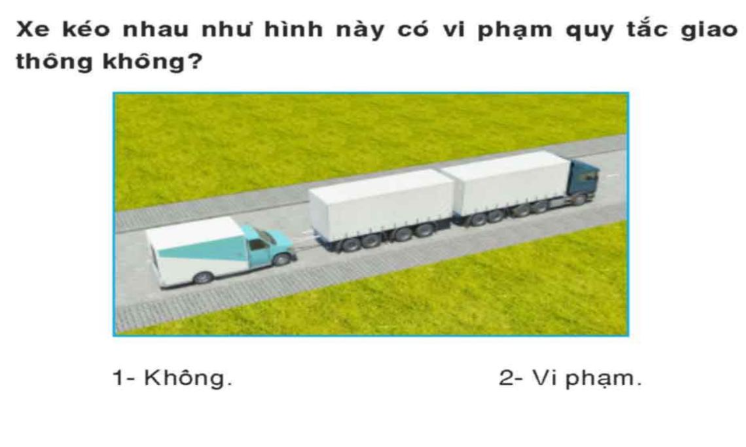 Xe kéo nhau như hình này có vi phạm quy tắc giao
thông không?
1- Không.
2- Vi phạm.